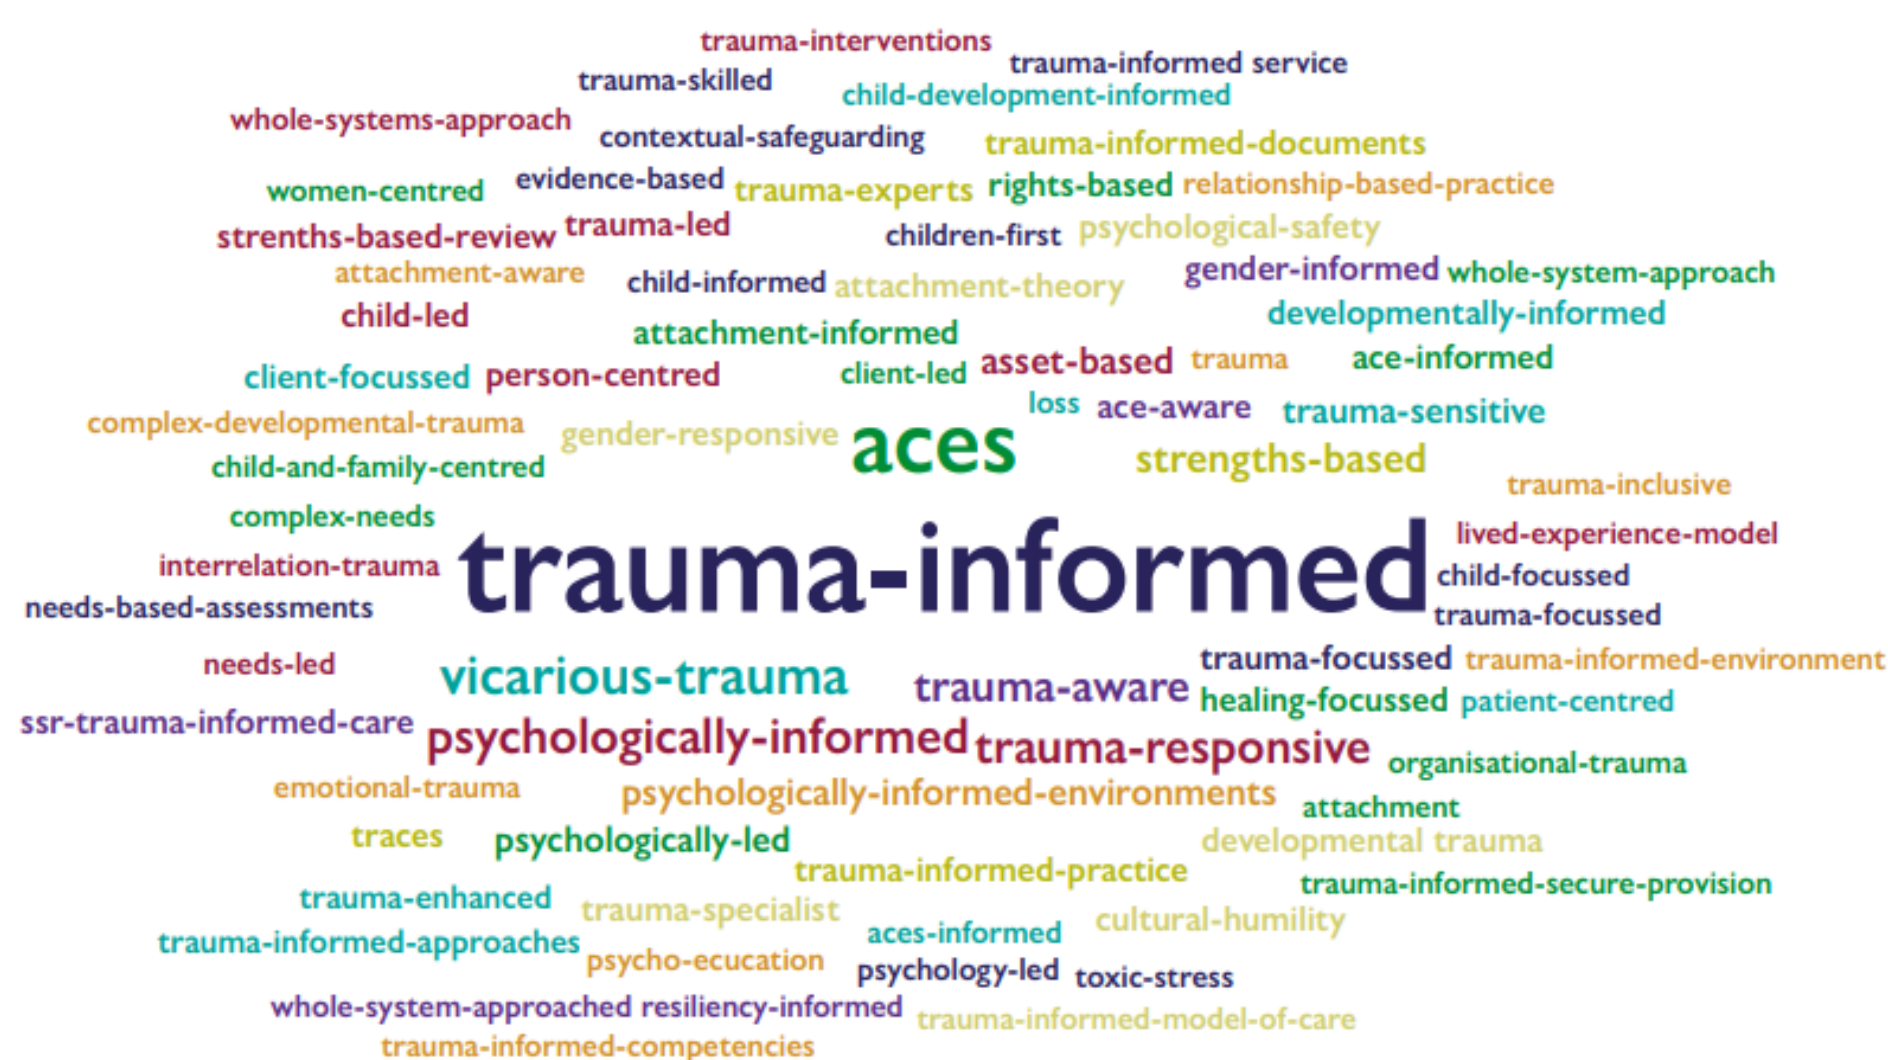 trauma-interventions
trauma-informed service
trauma-skilled
child-development-informed
whole-systems-approach
contextual-safeguarding
trauma-informed-documents
women-centred
evidence-based
trauma-experts
rights-based
relationship-based-practice
strenths-based-review
trauma-led
children-first
psychological-safety
attachment-aware
child-informed
attachment-theory
gender-informed
whole-system-approach
child-led
attachment-informed
developmentally-informed
client-focussed
person-centred
client-led
asset-based
trauma
ace-informed
loss
ace-aware
trauma-sensitive
complex-developmental-trauma
gender-responsive
aces
strengths-based
child-and-family-centred
trauma-inclusive
complex-needs
trauma-informed
lived-experience-model
interrelation-trauma
child-focussed
needs-based-assessments
trauma-focussed
needs-led
vicarious-trauma
trauma-aware
trauma-focussed
trauma-informed-environment
healing-focussed
patient-centred
ssr-trauma-informed-care
psychologically-informed
trauma-responsive
organisational-trauma
emotional-trauma
psychologically-informed-environments
attachment
traces
psychologically-led
developmental trauma
trauma-informed-practice
trauma-informed-secure-provision
trauma-enhanced
trauma-specialist
cultural-humility
trauma-informed-approaches
aces-informed
psycho-ecucation
psychology-led
toxic-stress
whole-system-approached
resiliency-informed
trauma-informed-model-of-care
trauma-informed-competencies